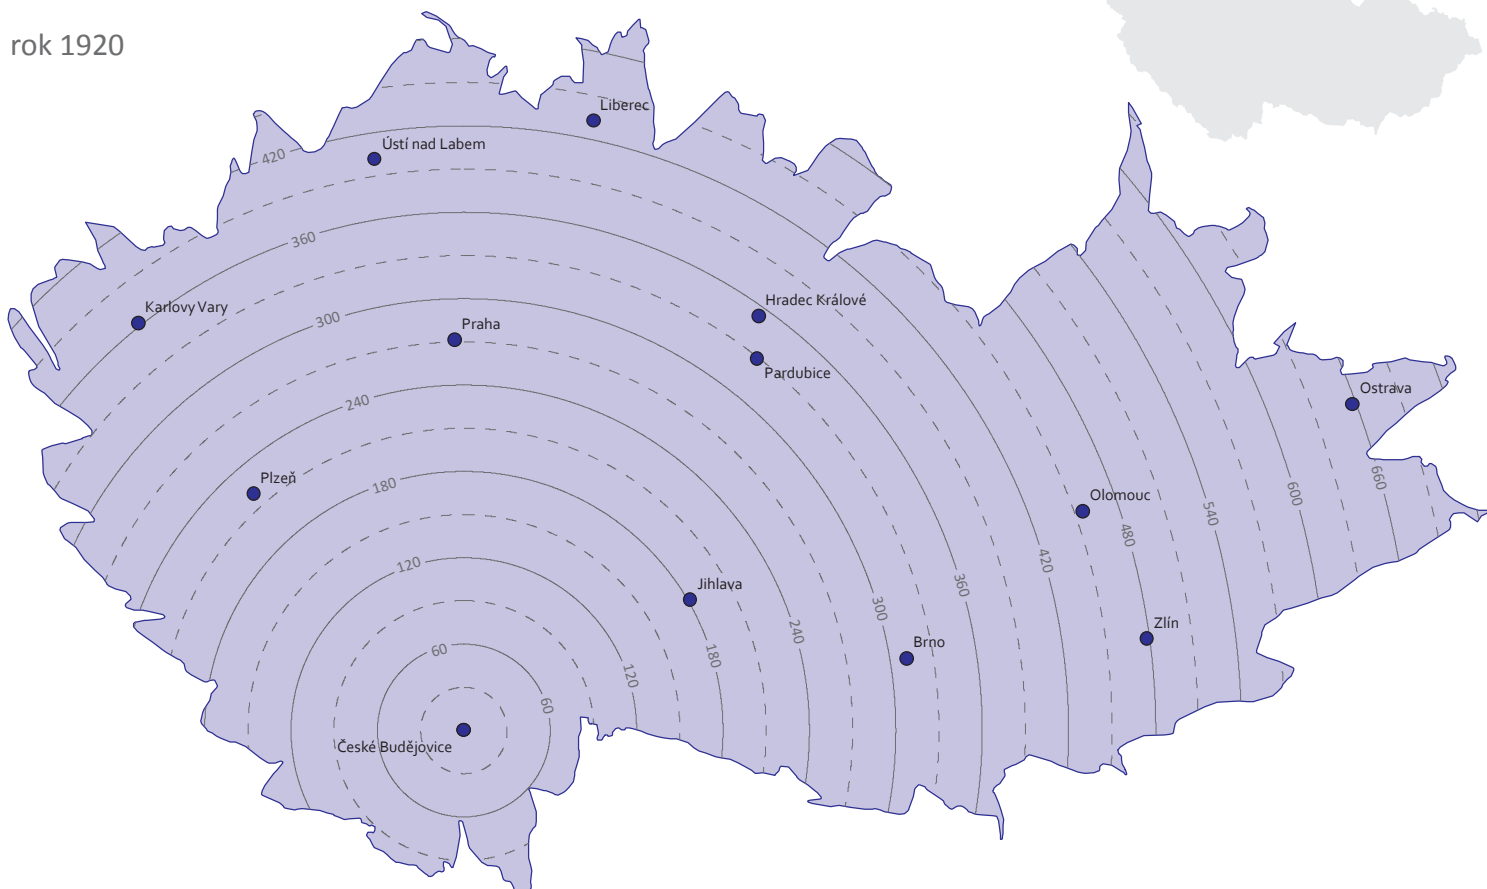 rok 1920
Liberec
Ústí nad Labem
420
360
Karlovy Vary
Hradec Králové
300
Praha
Pardubice
Ostrava
240
Plzeň
180
660
600
Olomouc
540
480
120
420
Jihlava
360
300
Zlín
240
Brno
60
180
120
60
České Budějovice